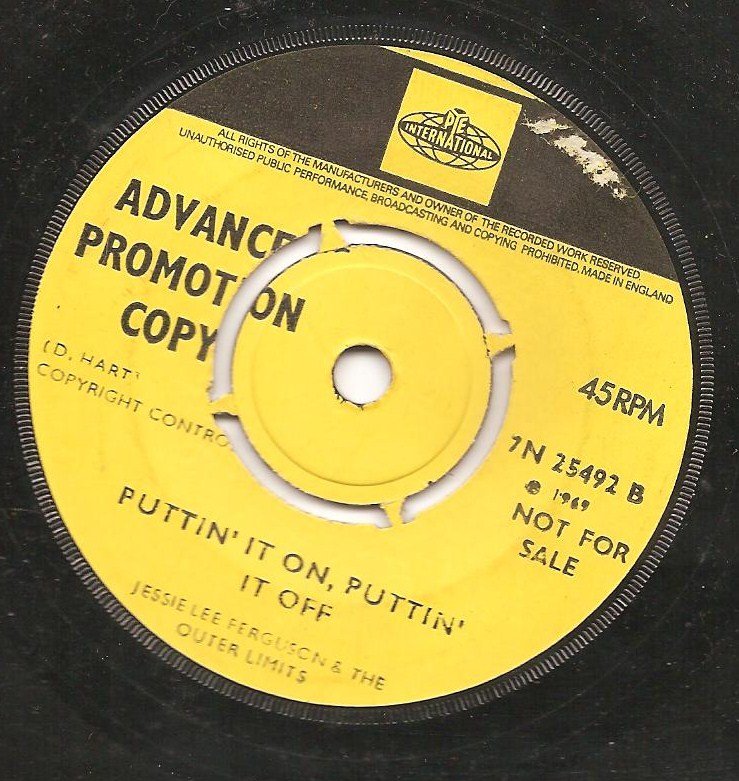 PYE
INTERNATIONAL
ALL RIGHTS OF THE MANUFACTURERS AND OWNER OF THE RECORDED WORK RESERVED
UNAUTHORISED PUBLIC PERFORMANCE, BROADCASTING AND COPYING PROHIBITED. MADE IN ENGLAND
ADVANCE
PROMOTION
COPY
(D. HART)
COPYRIGHT CONTROL
45RPM
7N 25492 B
℗ 1969
NOT FOR
SALE
PUTTIN' IT ON, PUTTIN'
IT OFF
JESSIE LEE FERGUSON & THE
OUTER LIMITS